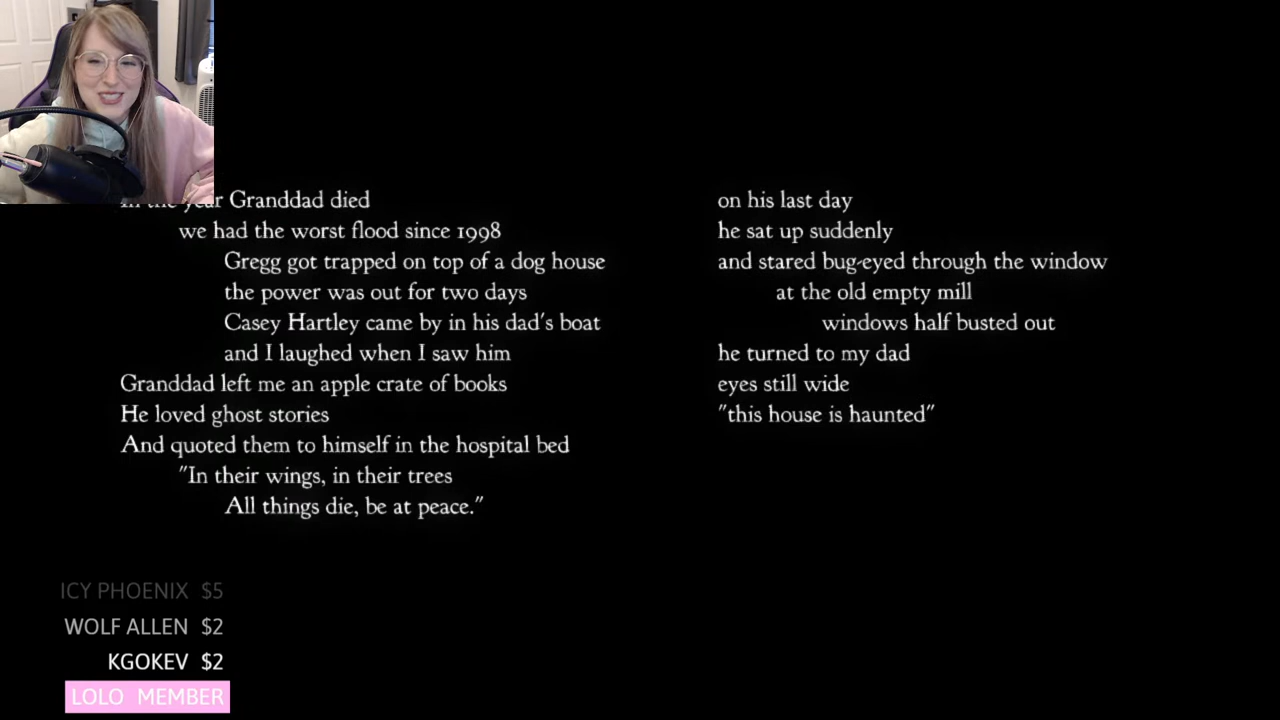 In the year Granddad died
we had the worst flood since 1998
Gregg got trapped on top of a dog house
the power was out for two days
Casey Hartley came by in his dad's boat
and I laughed when I saw him
Granddad left me an apple crate of books
He loved ghost stories
And quoted them to himself in the hospital bed
"In their wings, in their trees
All things die, be at peace."
on his last day
he sat up suddenly
and stared bug-eyed through the window
at the old empty mill
windows half busted out
he turned to my dad
eyes still wide
"this house is haunted"
ICY PHOENIX $5
WOLF ALLEN $2
KGOKEV $2
LOLO MEMBER